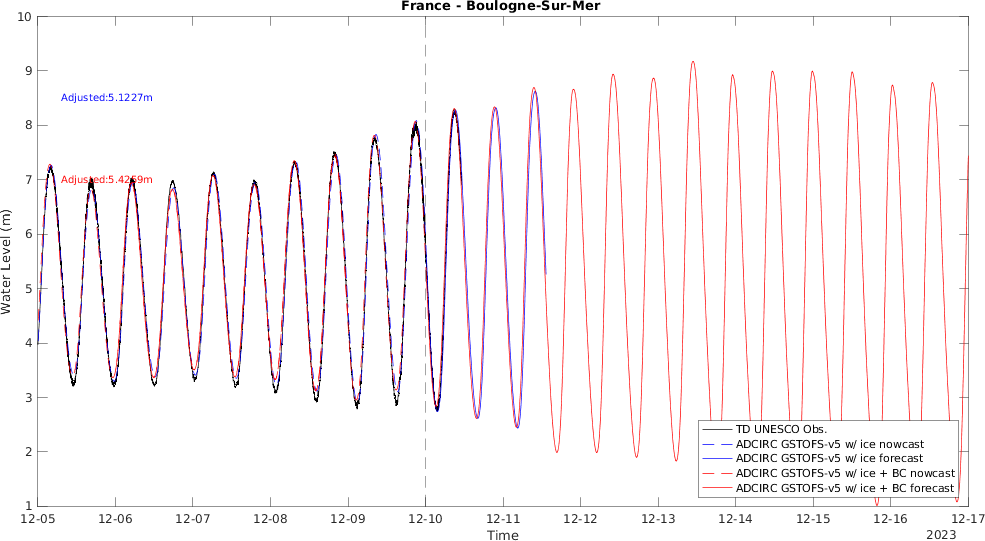 France - Boulogne-Sur-Mer
10
9
8
7
6
5
4
3
2
1
Water Level (m)
Adjusted:5.1227m
Adjusted:5.4259m
TD UNESCO Obs.
ADCIRC GSTOFS-v5 w/ ice nowcast
ADCIRC GSTOFS-v5 w/ ice forecast
ADCIRC GSTOFS-v5 w/ ice + BC nowcast
ADCIRC GSTOFS-v5 w/ ice + BC forecast
12-05 12-06 12-07 12-08 12-09 12-10 12-11 12-12 12-13 12-14 12-15 12-16 12-17
Time
2023